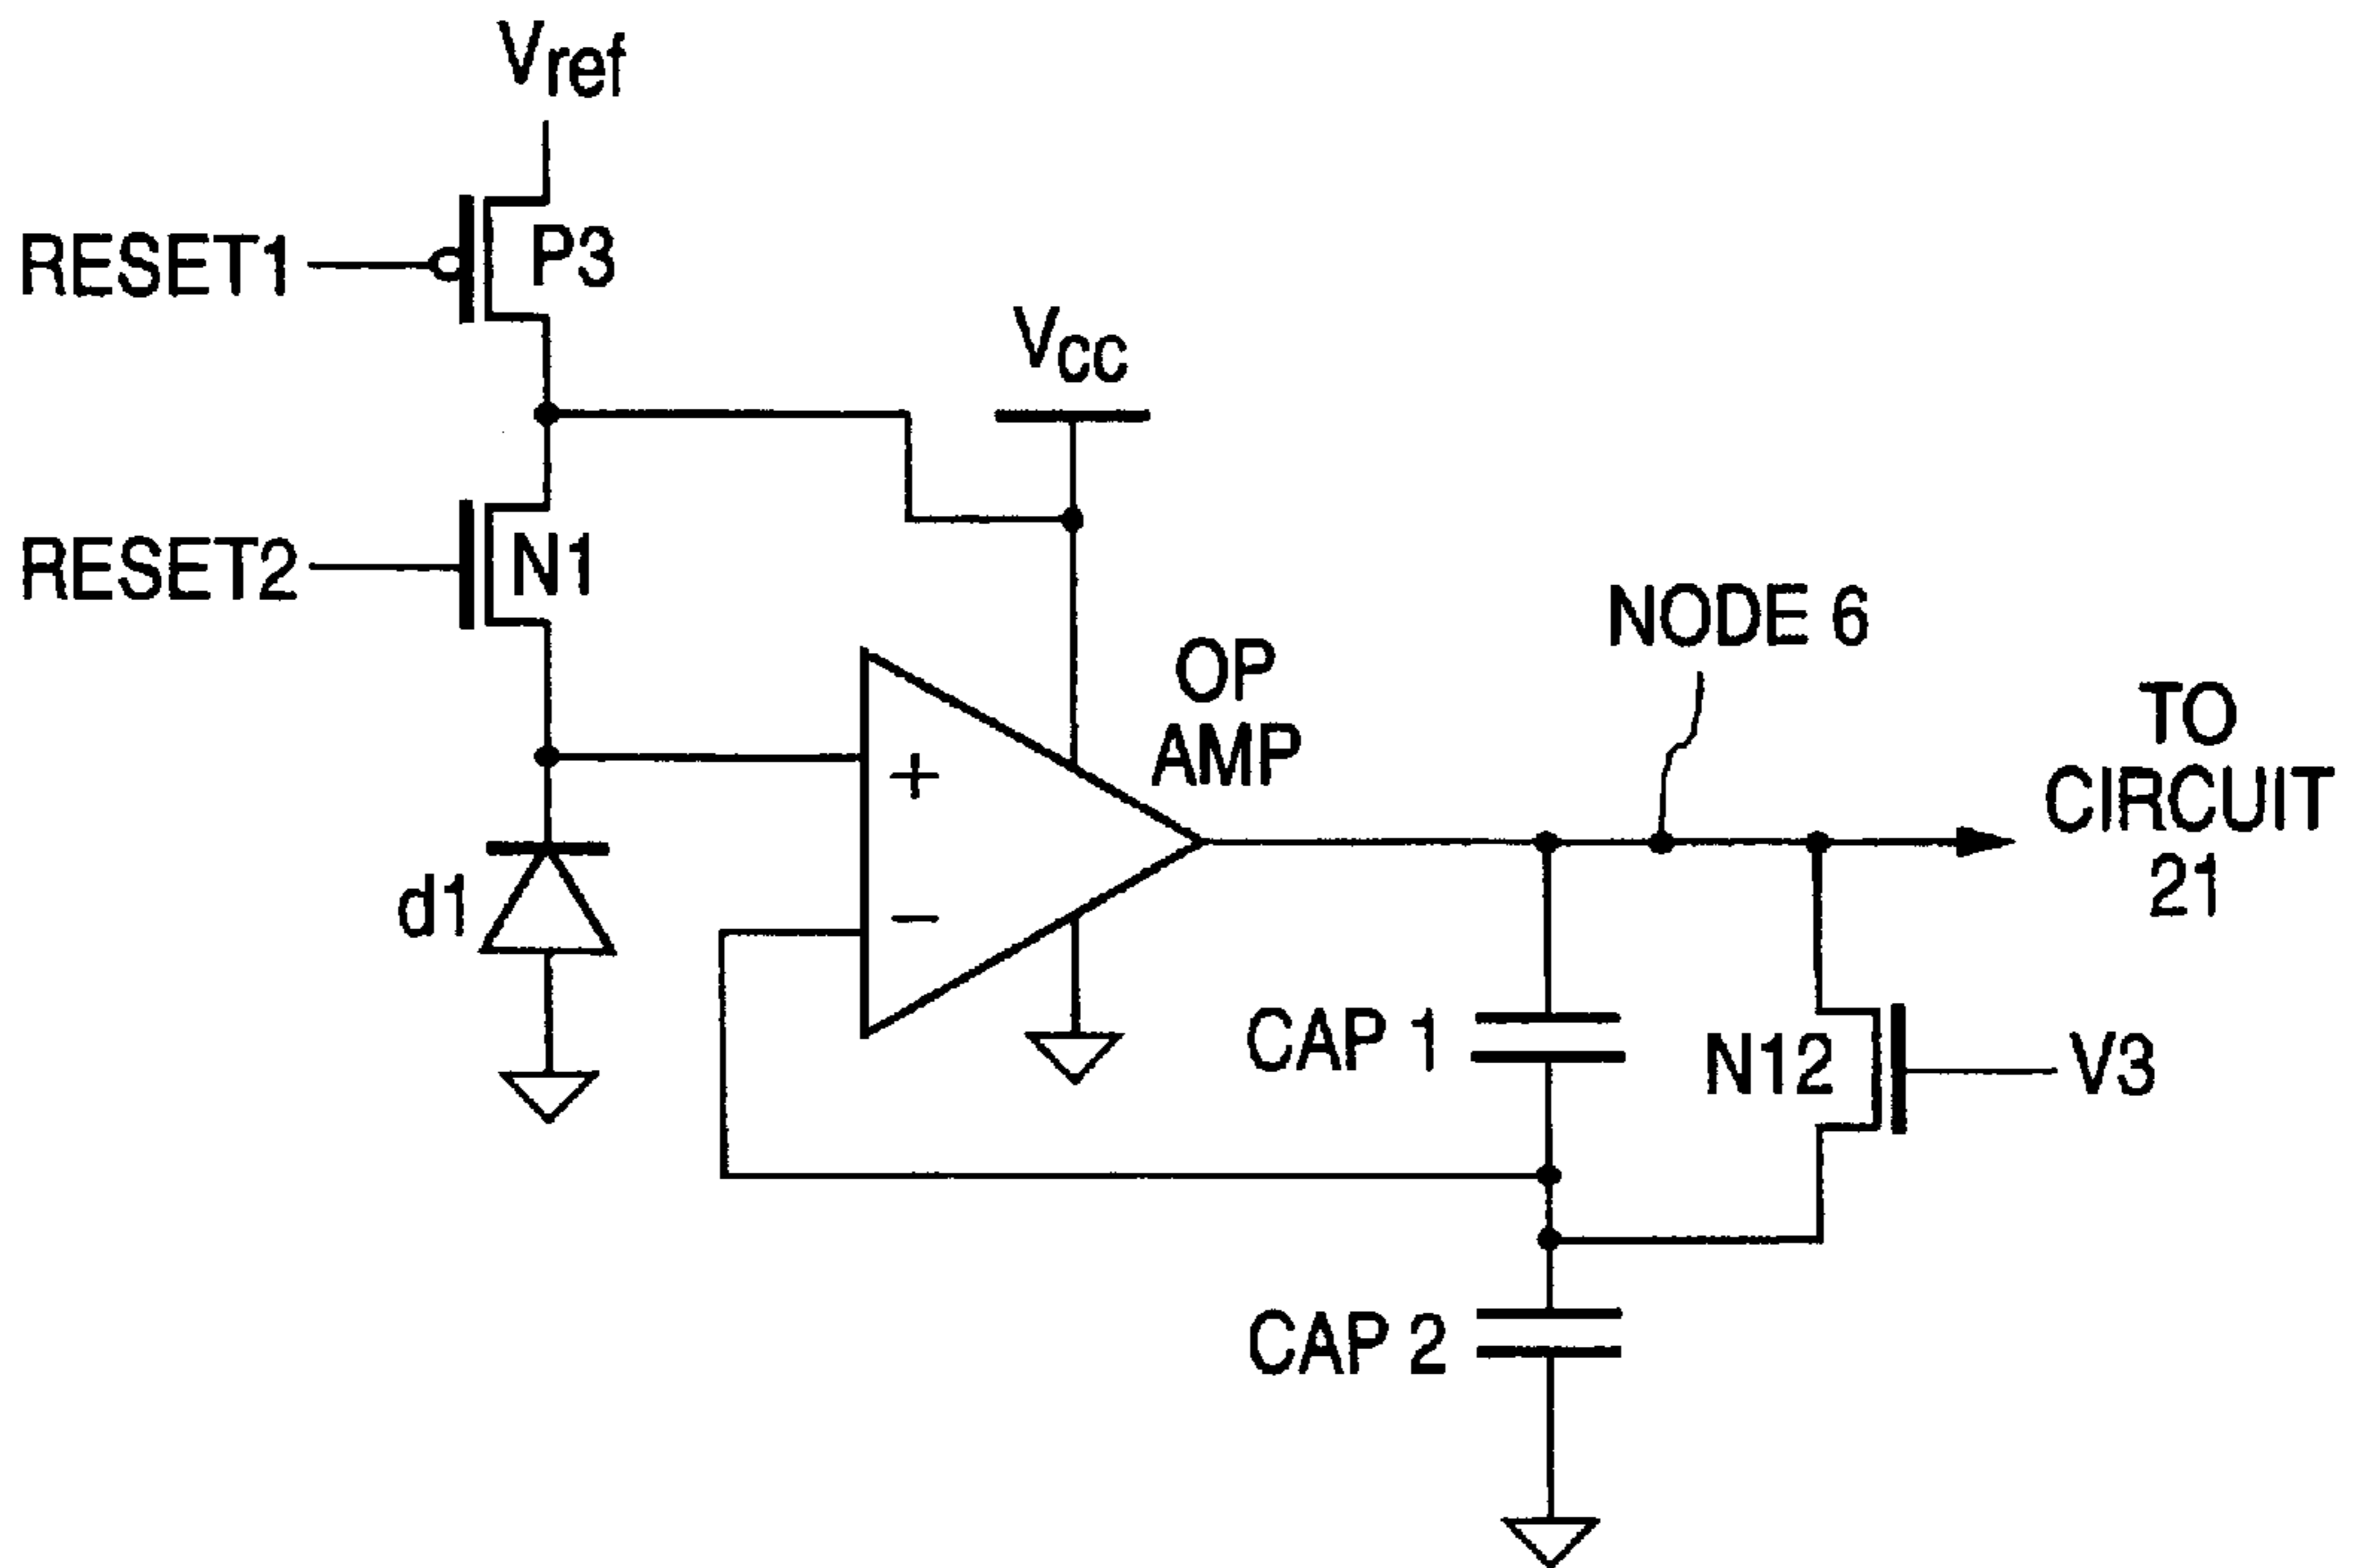 Vref
RESET1
P3
VCC
RESET2
N1
OP
AMP
NODE 6
TO
CIRCUIT
21
+
−
d1
CAP 1
N12
V3
CAP 2